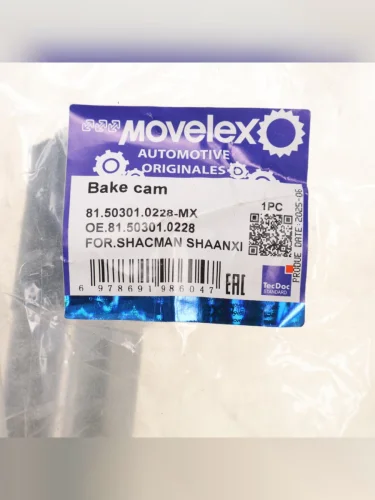 MOVELEX
AUTOMOTIVE
ORIGINALES
Bake cam
81.50301.0228-MX
OE.81.50301.0228
FOR.SHACMAN SHAANXI
1PC
PRODUE DATE:2025-06
6 978691 986047
EAC
TecDoc
STANDARD